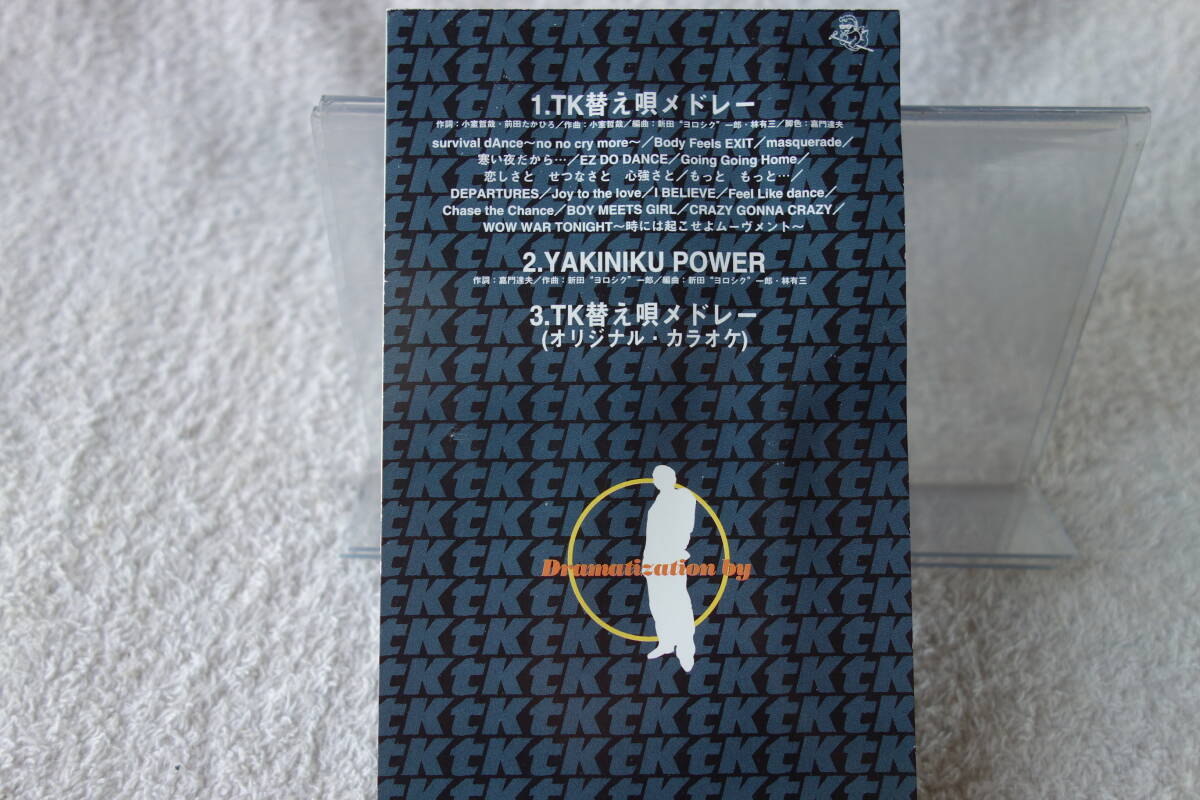 1.TK替え唄メドレー
作詞：小室哲哉・前田たかひろ／作曲：小室哲哉／編曲：新田“ヨロシク”一郎・林有三／脚色：嘉門達夫
survival dAnce〜no no cry more〜／Body Feels EXIT／masquerade／
寒い夜だから…／EZ DO DANCE／Going Going Home／
恋しさと　せつなさと　心強さと／もっと　もっと…／
DEPARTURES／Joy to the love／I BELIEVE／Feel Like dance／
Chase the Chance／BOY MEETS GIRL／CRAZY GONNA CRAZY／
WOW WAR TONIGHT〜時には起こせよムーヴメント〜
2.YAKINIKU POWER
作詞：嘉門達夫／作曲：新田“ヨロシク”一郎／編曲：新田“ヨロシク”一郎・林有三
3.TK替え唄メドレー
(オリジナル・カラオケ)
Dramatization by